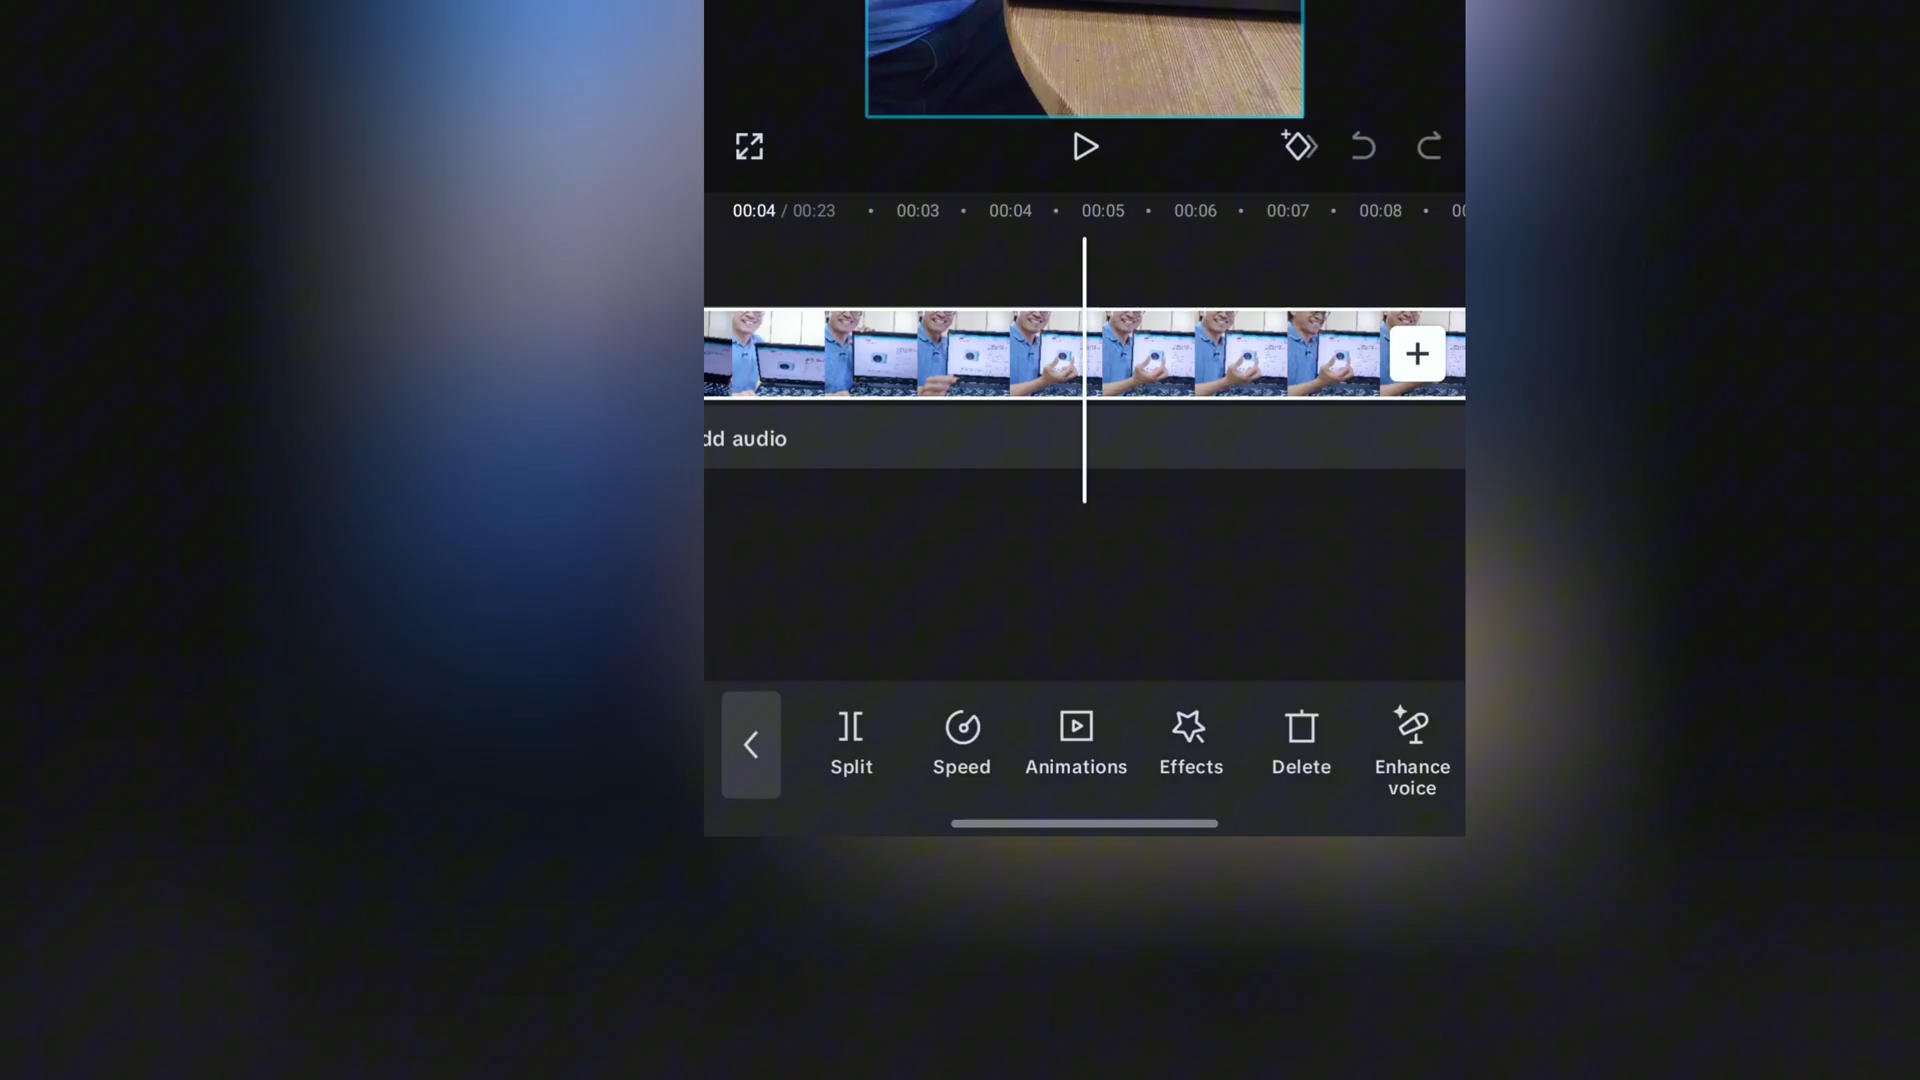 00:04 / 00:23 00:03 00:04 00:05 00:06 00:07 00:08
dd audio
Split Speed Animations Effects Delete Enhance voice